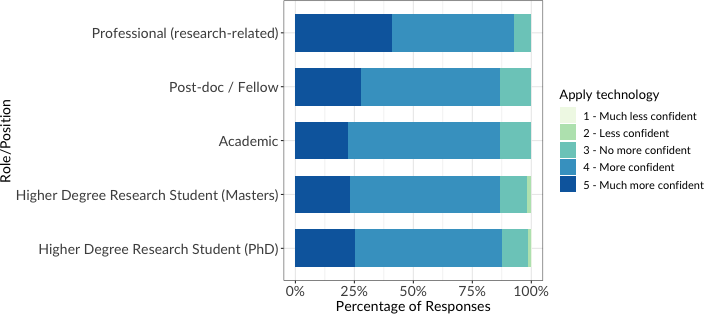 Role/Position
Professional (research-related)
Post-doc / Fellow
Academic
Higher Degree Research Student (Masters)
Higher Degree Research Student (PhD)
0%
25%
50%
75%
100%
Percentage of Responses
Apply technology
1 - Much less confident
2 - Less confident
3 - No more confident
4 - More confident
5 - Much more confident